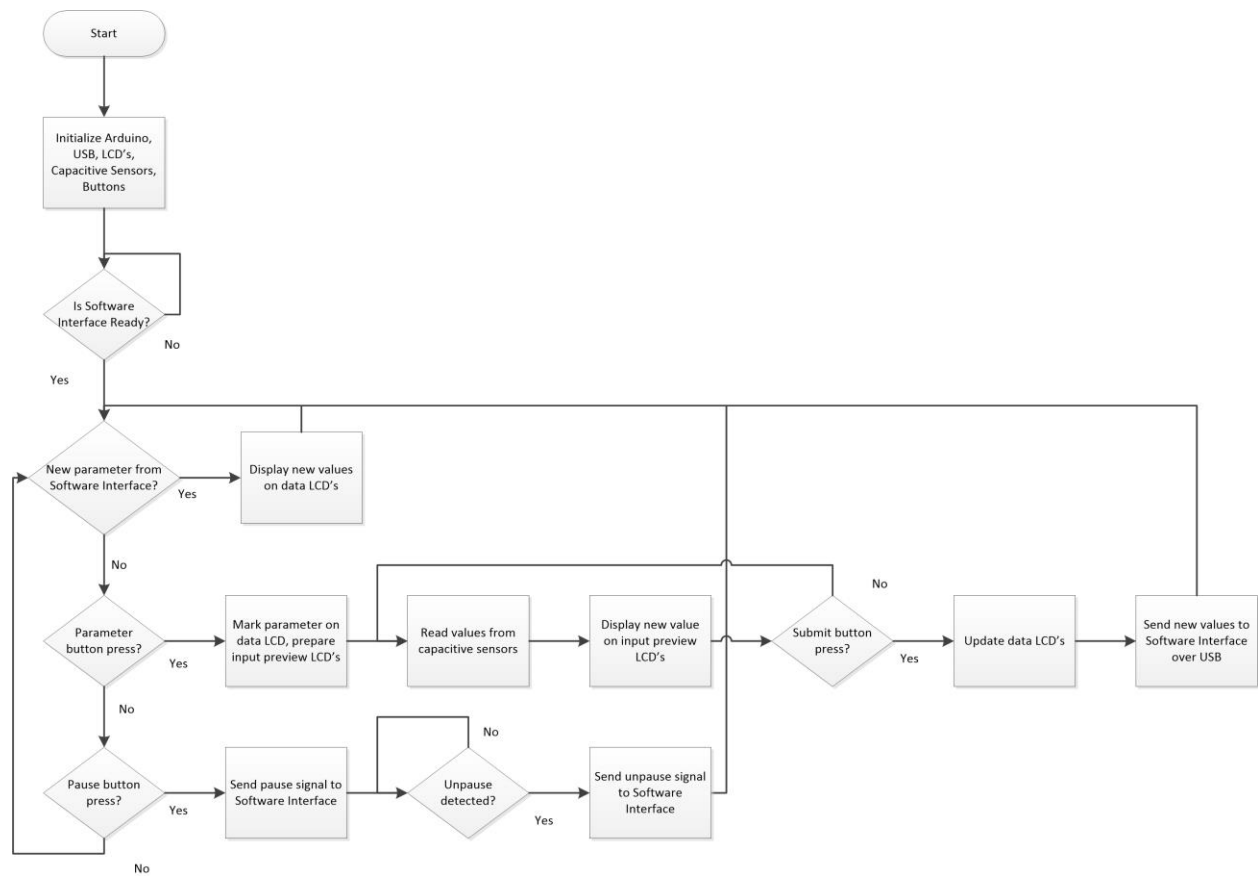 Start
Initialize Arduino,
USB, LCD's,
Capacitive Sensors,
Buttons
Is Software
Interface Ready?
No
Yes
New parameter from
Software Interface?
Yes
Display new values
on data LCD's
No
Parameter
button press?
Yes
Mark parameter on
data LCD, prepare
input preview LCD's
Read values from
capacitive sensors
Display new value
on input preview
LCD's
No
Submit button
press?
Yes
Update data LCD's
Send new values to
Software Interface
over USB
No
Pause button
press?
Yes
Send pause signal to
Software Interface
No
Unpause
detected?
Yes
Send unpause signal
to Software
Interface
No